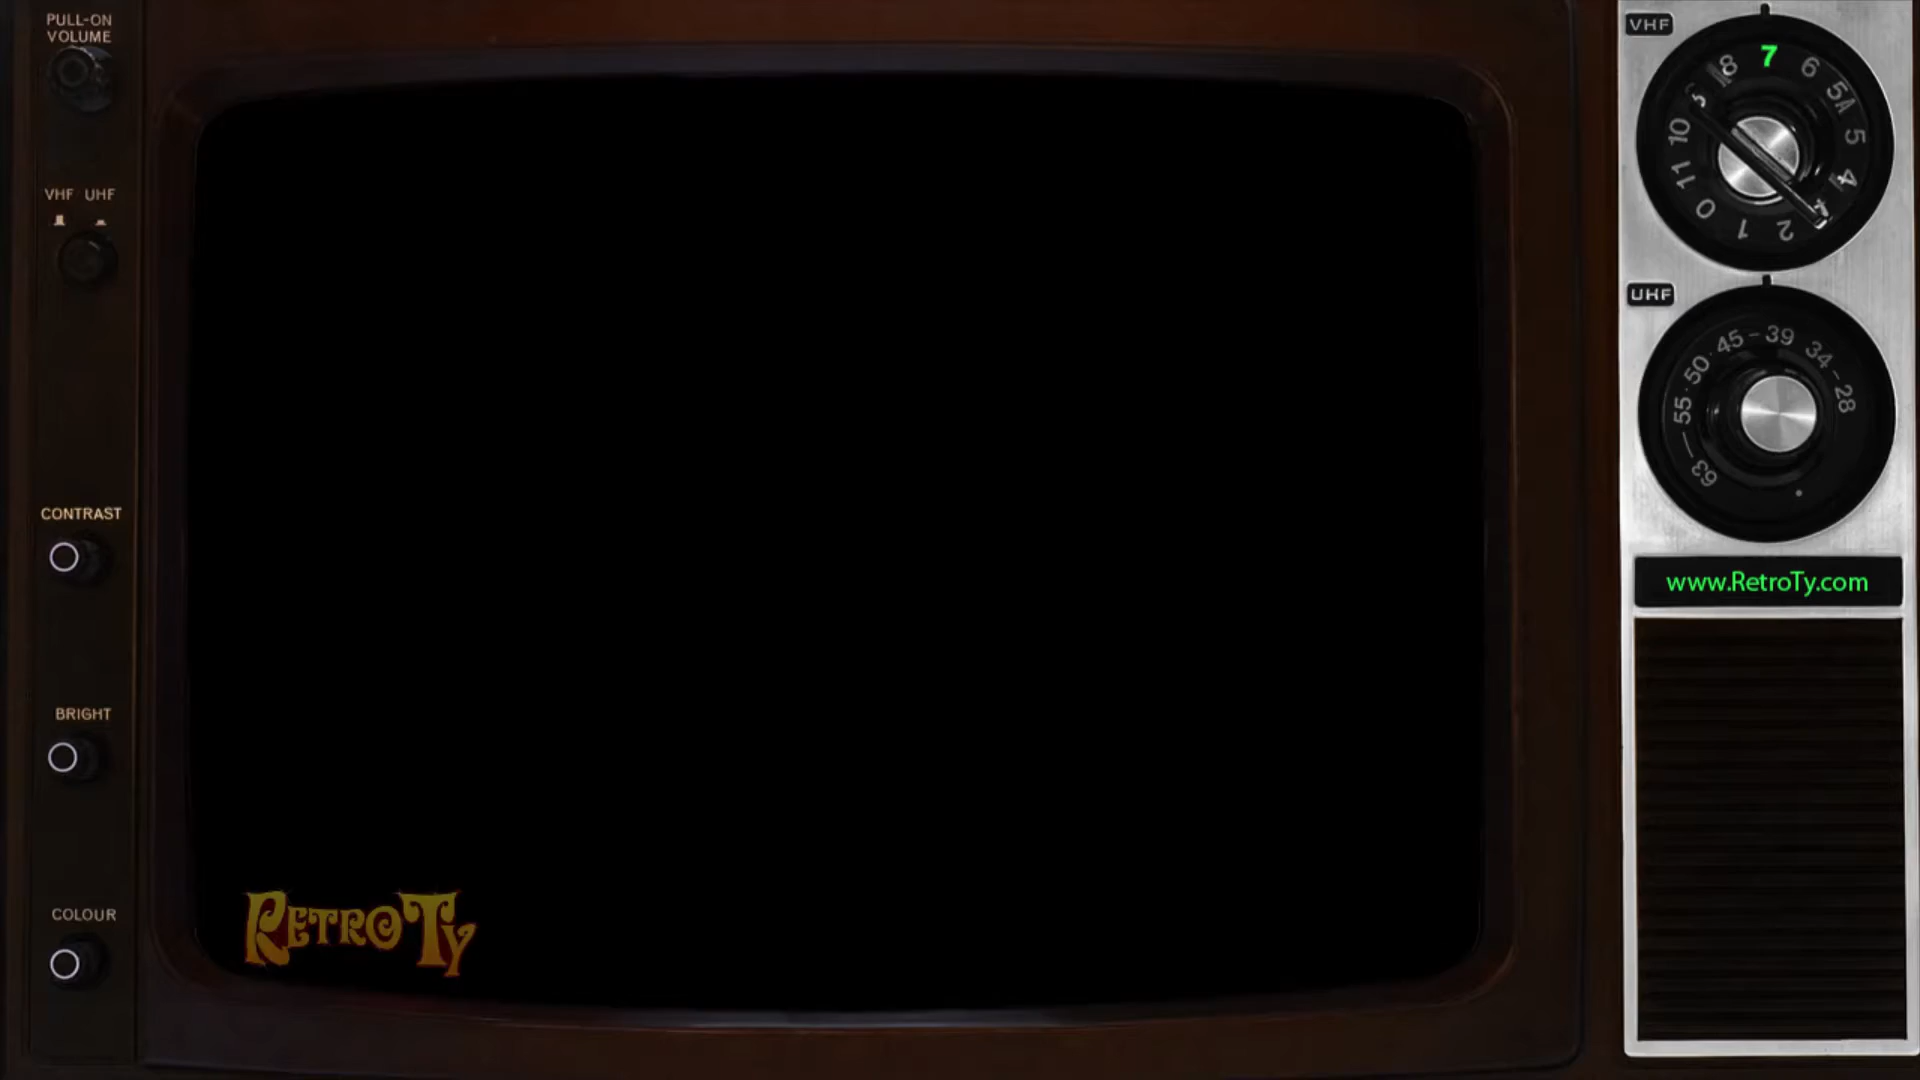 PULL-ON
VOLUME
VHF UHF
CONTRAST
BRIGHT
COLOUR
RETROTY
VHF
7 6 5A 5 4 2 1 0 11 10 8
UHF
63 — 55 · 50 · 45 – 39 34 – 28
www.RetroTy.com